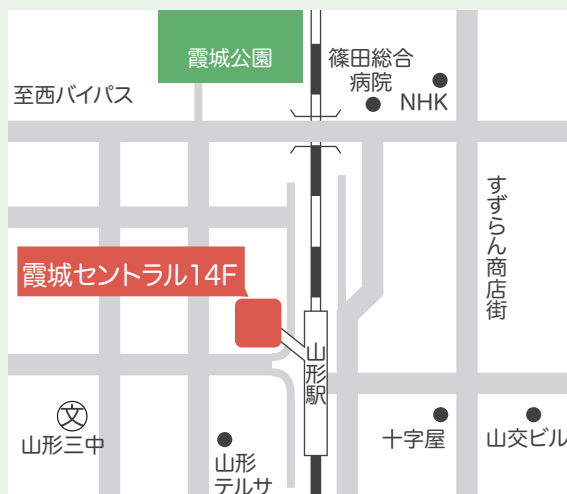 霞城公園
篠田総合
病院
NHK
至西バイパス
すずらん商店街
霞城セントラル14F
山形駅
文
山形三中
山形
テルサ
十字屋
山交ビル